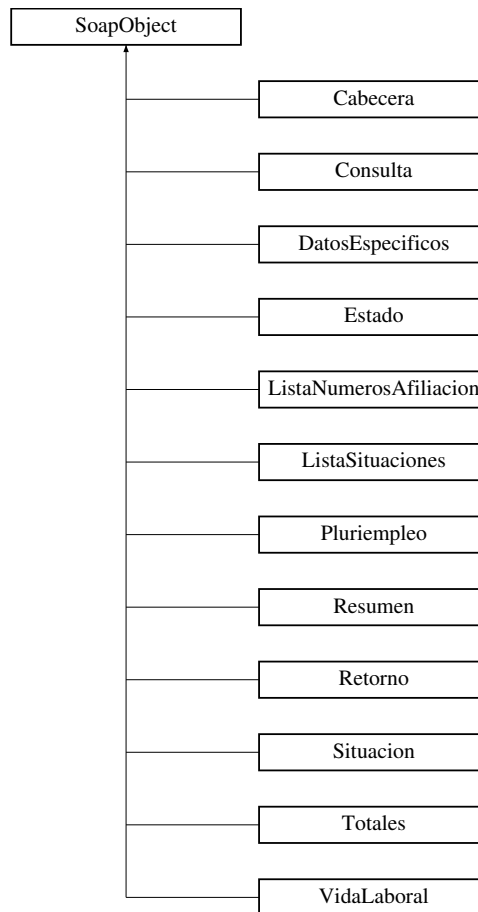 SoapObject
Cabecera
Consulta
DatosEspecificos
Estado
ListaNumerosAfiliacion
ListaSituaciones
Pluriempleo
Resumen
Retorno
Situacion
Totales
VidaLaboral